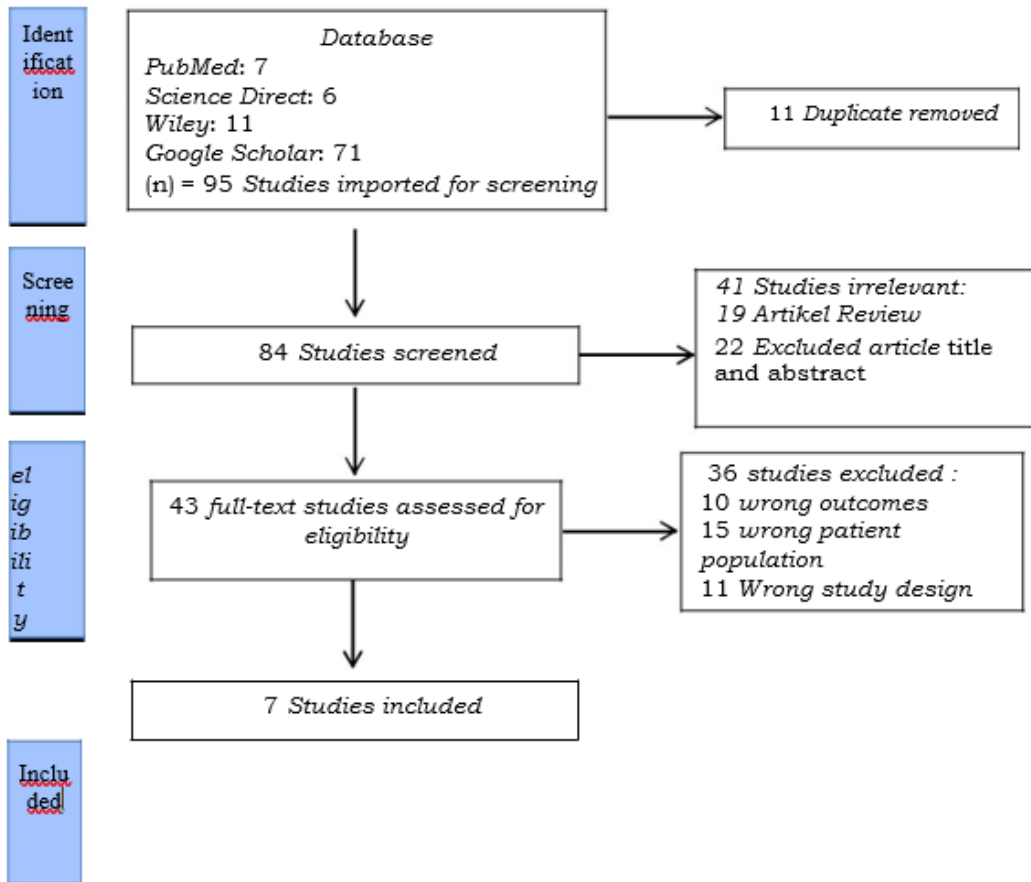 Ident
ificat
ion
Database
PubMed: 7
Science Direct: 6
Wiley: 11
Google Scholar: 71
(n) = 95 Studies imported for screening
11 Duplicate removed
Scree
ning
84 Studies screened
41 Studies irrelevant:
19 Artikel Review
22 Excluded article title
and abstract
el
ig
ib
ili
t
y
43 full-text studies assessed for
eligibility
36 studies excluded :
10 wrong outcomes
15 wrong patient
population
11 Wrong study design
7 Studies included
Inclu
ded